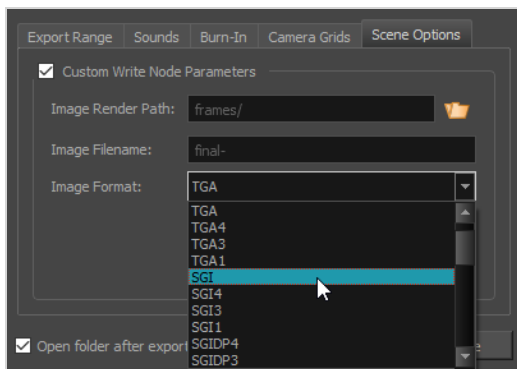 Export Range Sounds Burn-In Camera Grids Scene Options
Custom Write Node Parameters
Image Render Path: frames/
Image Filename: final-
Image Format: TGA
TGA
TGA4
TGA3
TGA1
SGI
SGI4
SGI3
SGI1
SGIDP4
SGIDP3
Open folder after export